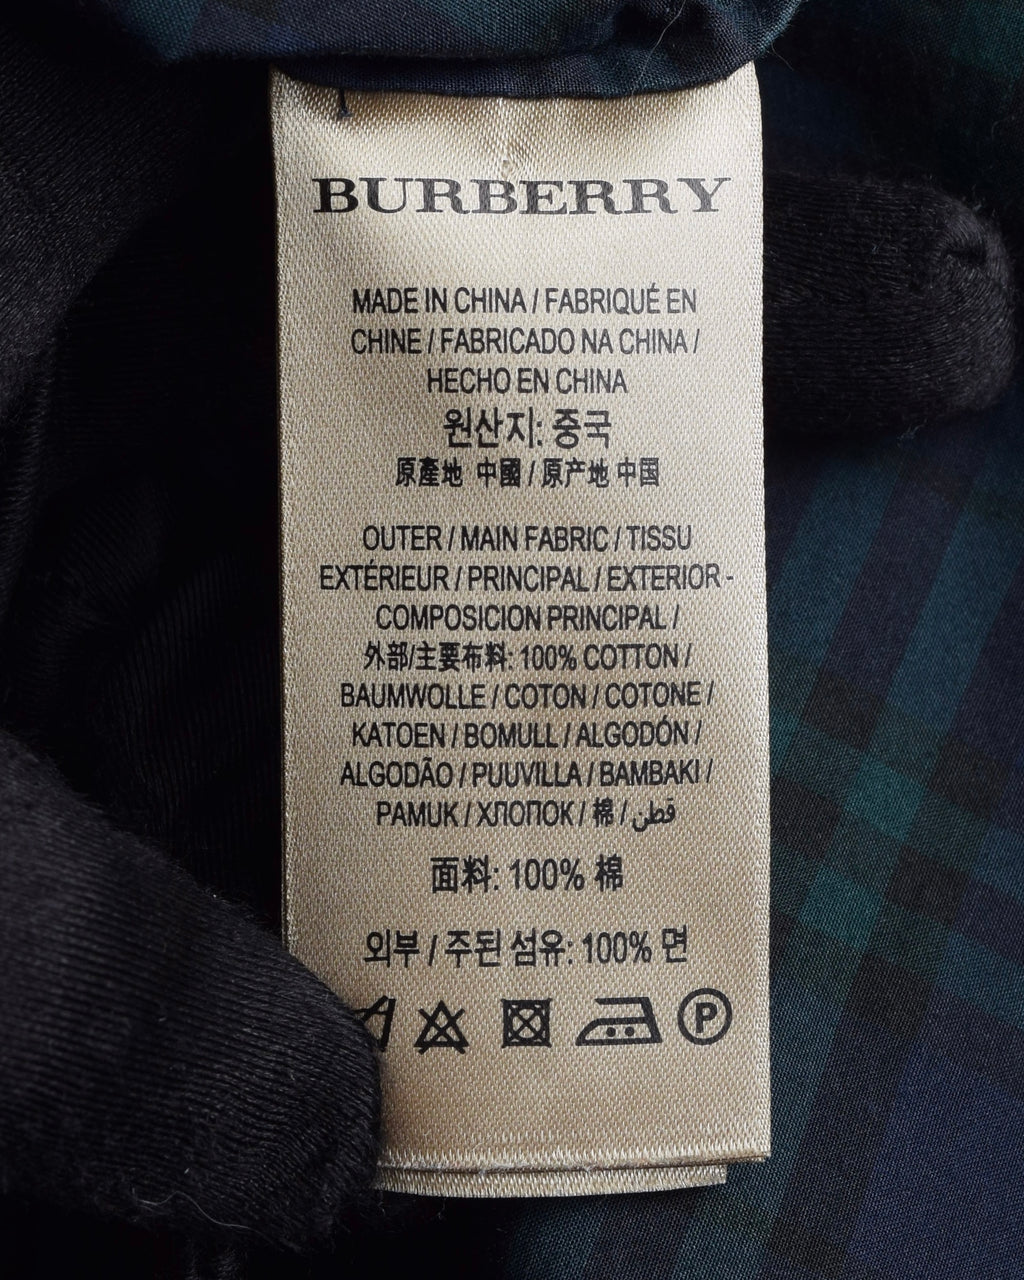 BURBERRY
MADE IN CHINA / FABRIQUÉ EN
CHINE / FABRICADO NA CHINA /
HECHO EN CHINA
원산지: 중국
原產地 中國 / 原产地 中国
OUTER / MAIN FABRIC / TISSU
EXTÉRIEUR / PRINCIPAL / EXTERIOR -
COMPOSICION PRINCIPAL /
外部/主要布料: 100% COTTON /
BAUMWOLLE / COTON / COTONE /
KATOEN / BOMULL / ALGODÓN /
ALGODÃO / PUUVILLA / BAMBAKI /
PAMUK / ХЛОПОК / 棉 / قطن
面料: 100% 棉
외부 / 주된 섬유: 100% 면
P